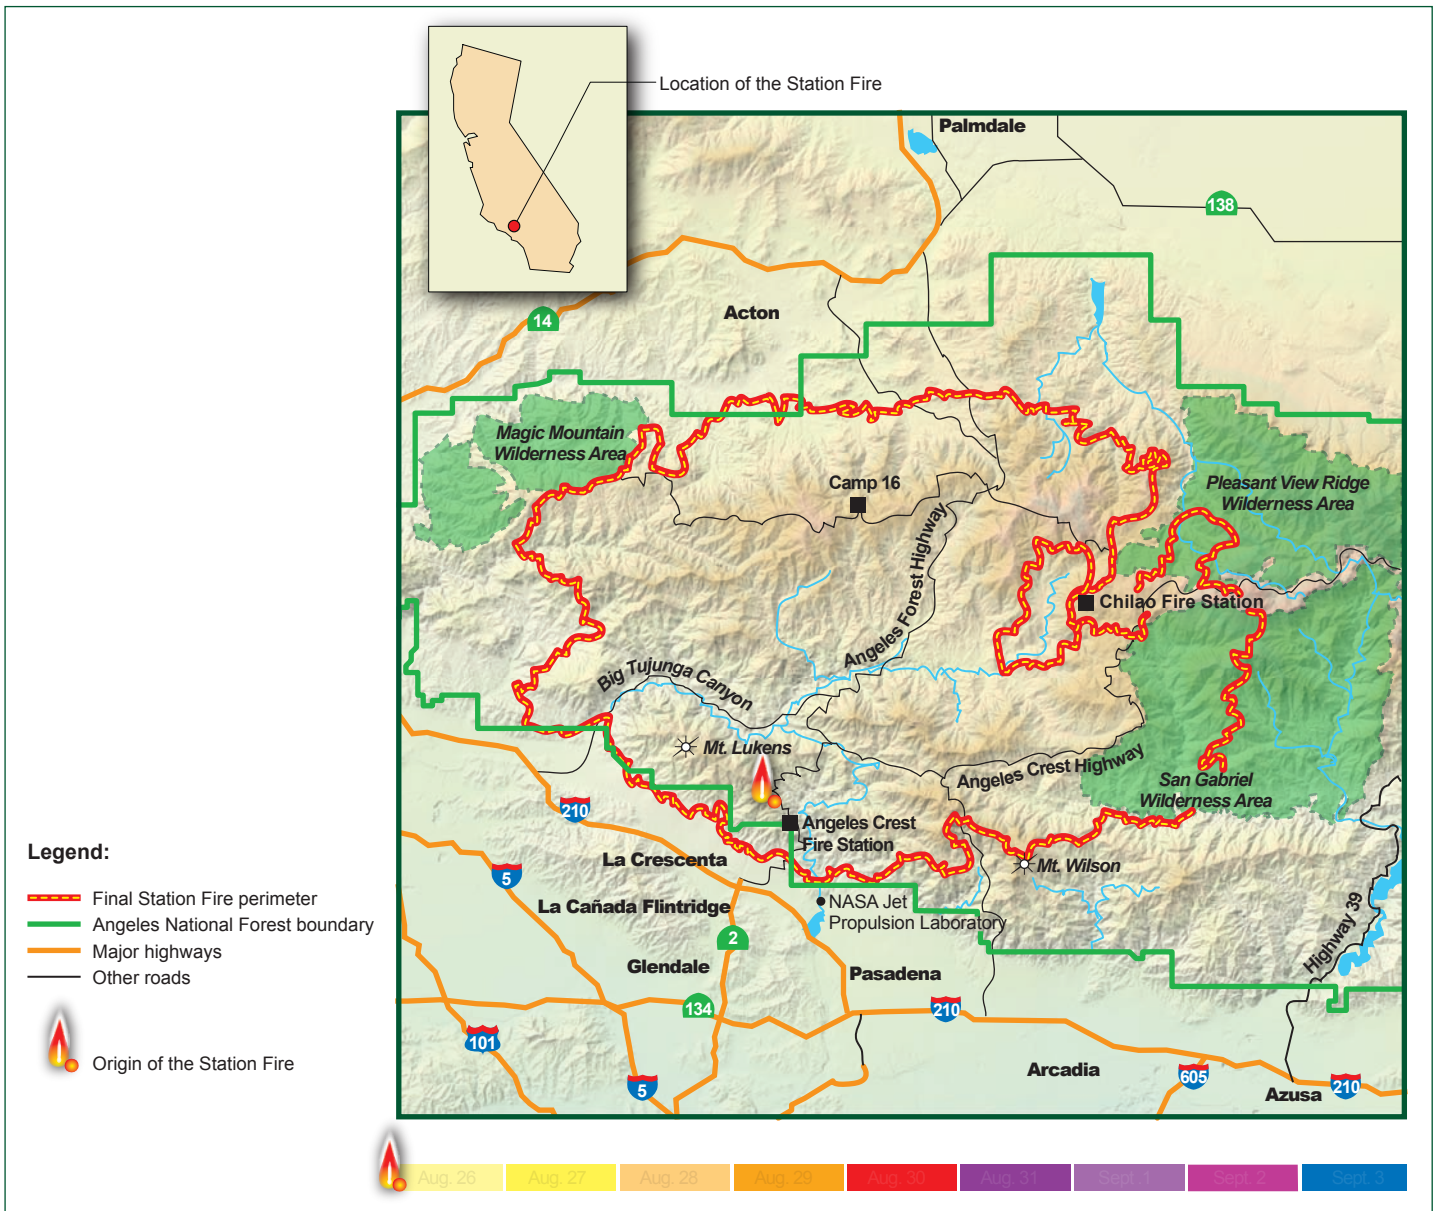 Location of the Station Fire
Palmdale
138
14
Acton
Magic Mountain
Wilderness Area
Camp 16
Pleasant View Ridge
Wilderness Area
Angeles Forest Highway
Chilao Fire Station
Big Tujunga Canyon
Mt. Lukens
Angeles Crest Highway
San Gabriel
Wilderness Area
210
Angeles Crest
Fire Station
La Crescenta
Mt. Wilson
5
La Cañada Flintridge
NASA Jet
Propulsion Laboratory
2
Highway 39
Glendale
Pasadena
134
210
101
Arcadia
605
5
Azusa
210
Legend:
Final Station Fire perimeter
Angeles National Forest boundary
Major highways
Other roads
Origin of the Station Fire
Aug. 26
Aug. 27
Aug. 28
Aug. 29
Aug. 30
Aug. 31
Sept .1
Sept. 2
Sept. 3